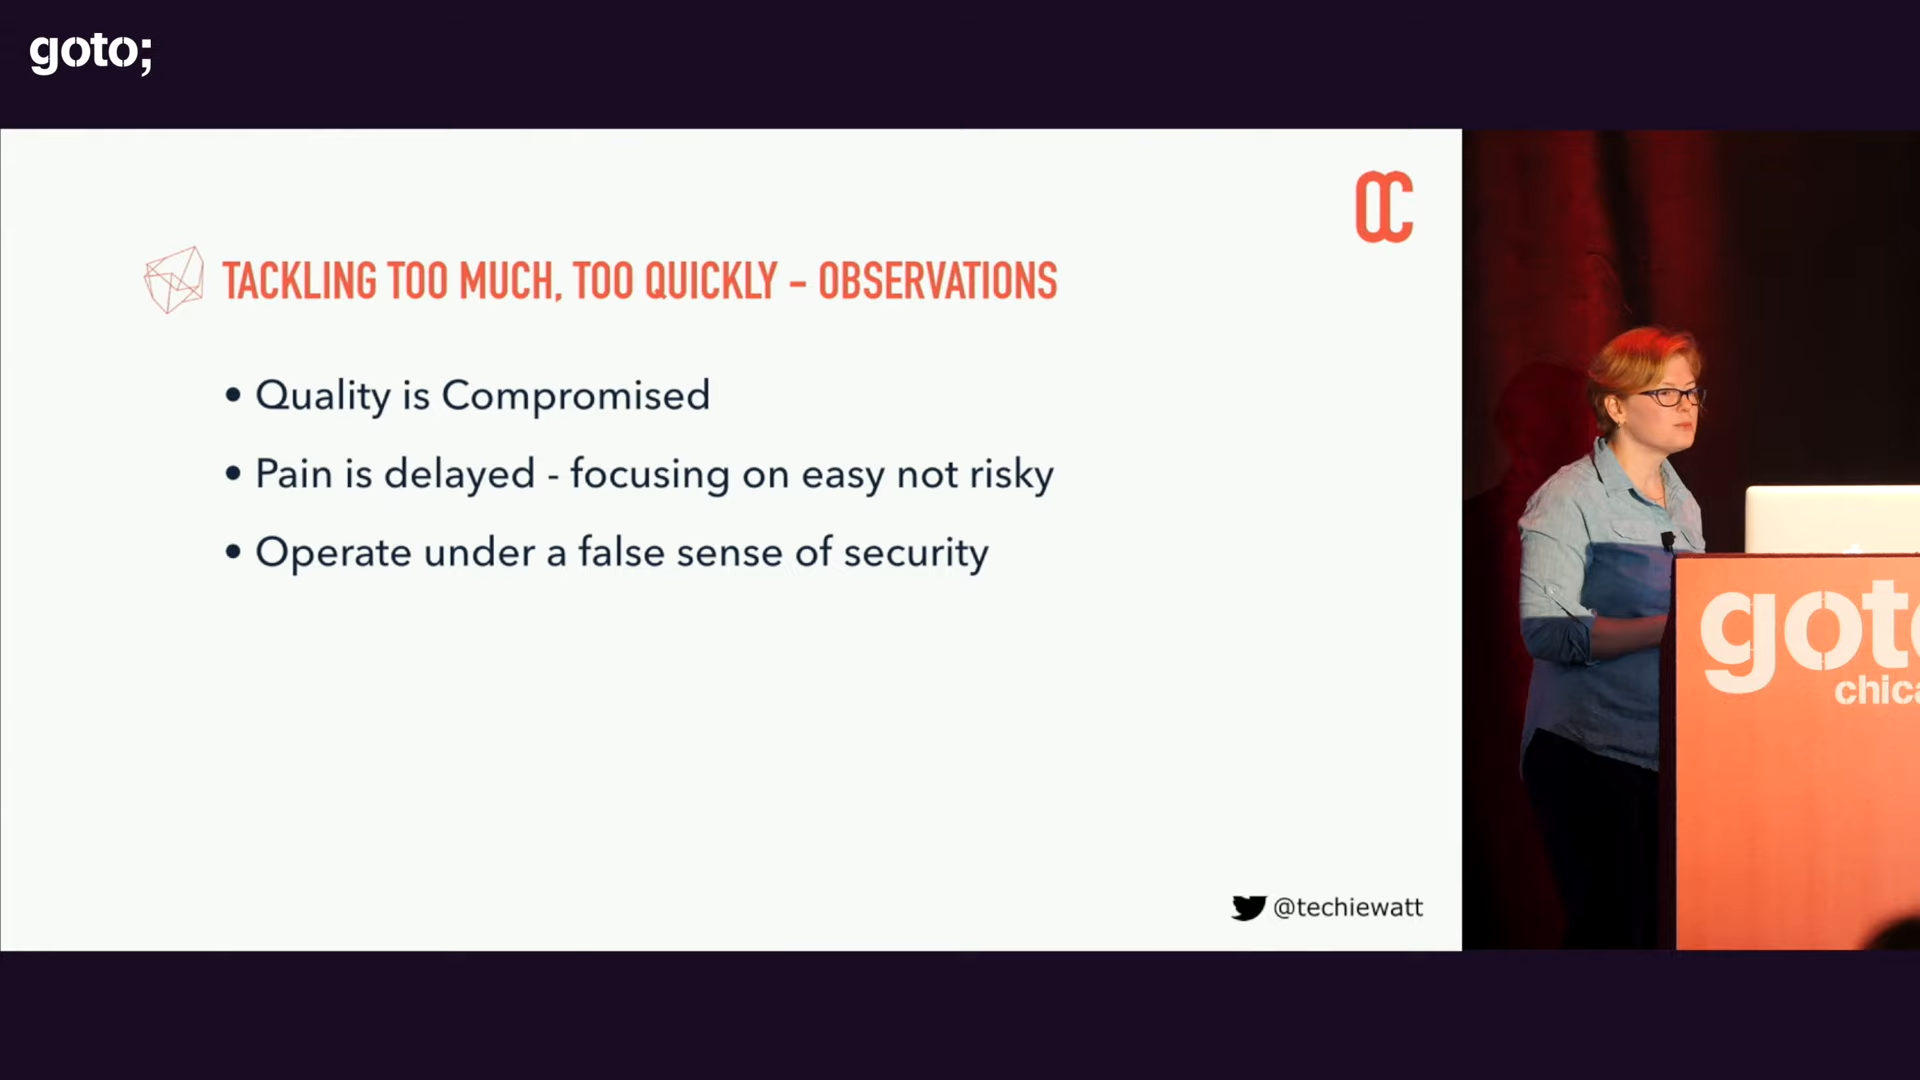 goto;
TACKLING TOO MUCH, TOO QUICKLY - OBSERVATIONS
• Quality is Compromised
• Pain is delayed - focusing on easy not risky
• Operate under a false sense of security
@techiewatt
goto
chica